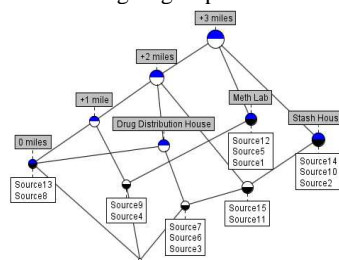 +3 miles
+2 miles
+1 mile
Meth Lab
Drug Distribution House
Stash Hous
0 miles
Source12
Source5
Source1
Source14
Source10
Source2
Source13
Source8
Source9
Source4
Source7
Source6
Source3
Source15
Source11